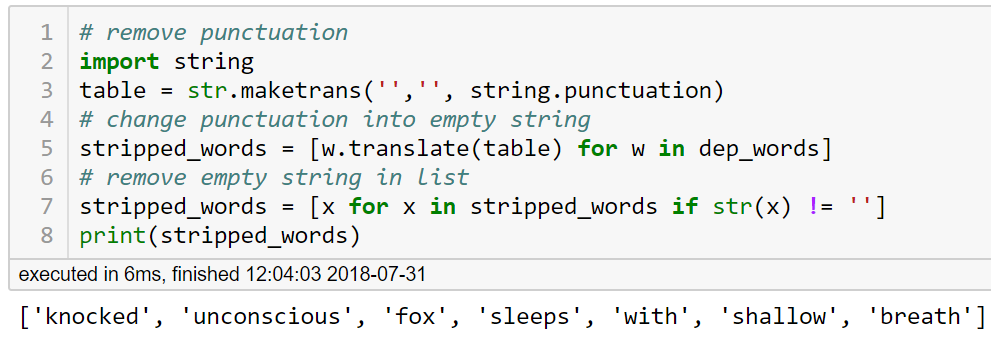 1 # remove punctuation
2 import string
3 table = str.maketrans('','', string.punctuation)
4 # change punctuation into empty string
5 stripped_words = [w.translate(table) for w in dep_words]
6 # remove empty string in list
7 stripped_words = [x for x in stripped_words if str(x) != '']
8 print(stripped_words)
executed in 6ms, finished 12:04:03 2018-07-31
['knocked', 'unconscious', 'fox', 'sleeps', 'with', 'shallow', 'breath']